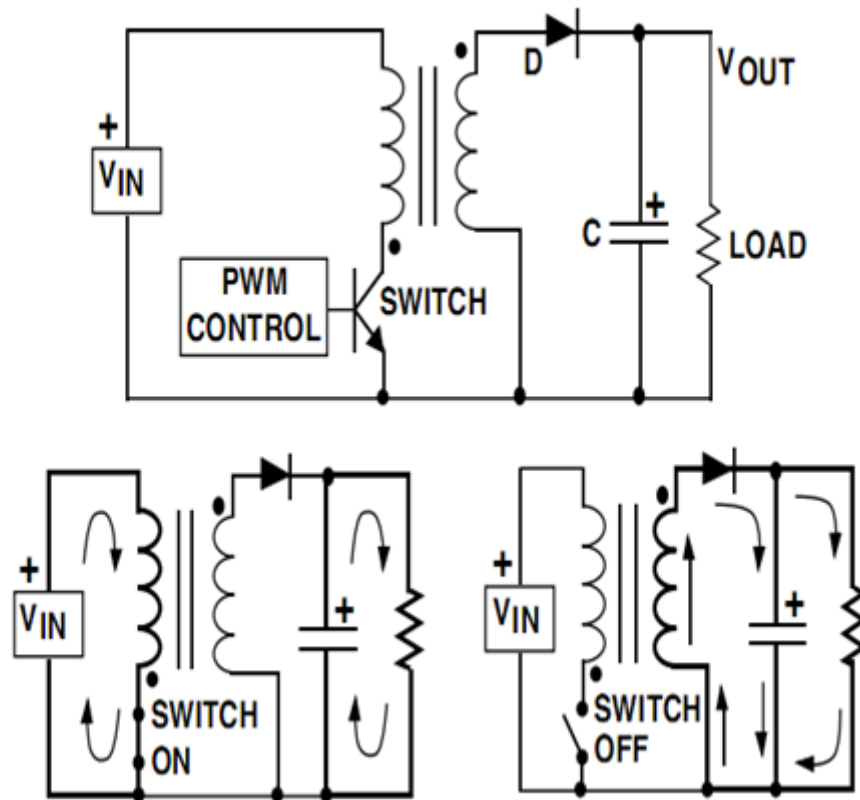 D
VOUT
+
VIN
+
C
LOAD
PWM
CONTROL
SWITCH
+
VIN
+
SWITCH
ON
+
VIN
+
SWITCH
OFF